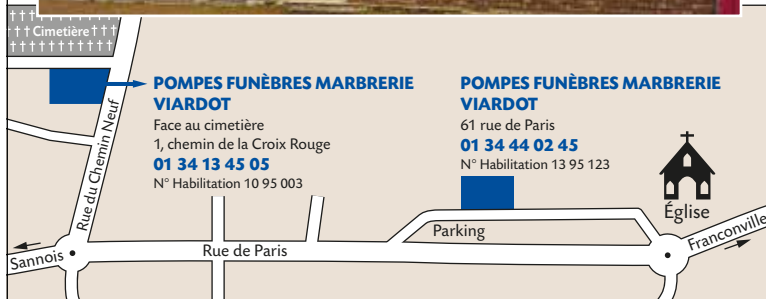 Cimetière
POMPES FUNÈBRES MARBRERIE
VIARDOT
Face au cimetière
1, chemin de la Croix Rouge
01 34 13 45 05
N° Habilitation 10 95 003
POMPES FUNÈBRES MARBRERIE
VIARDOT
61 rue de Paris
01 34 44 02 45
N° Habilitation 13 95 123
Rue du Chemin Neuf
Église
Parking
Franconville
Sannois
Rue de Paris